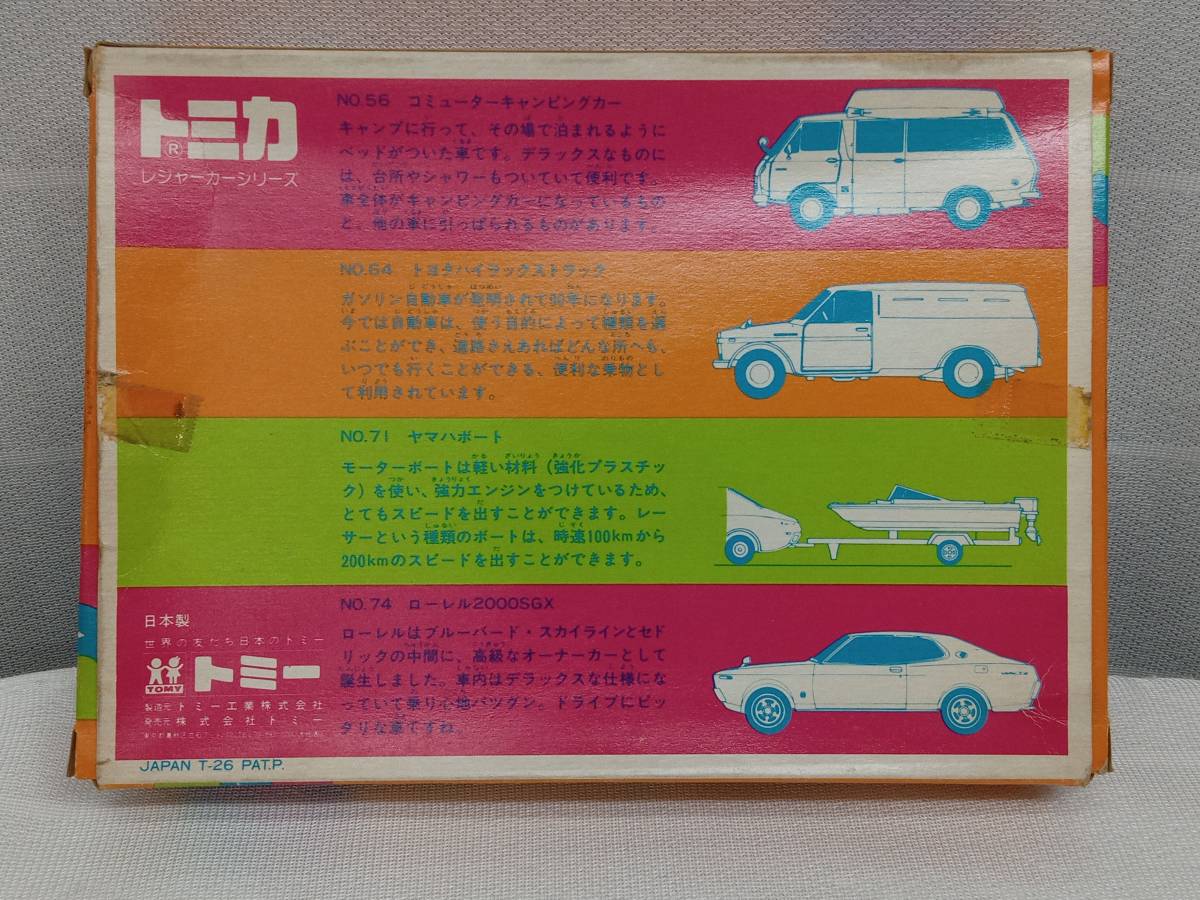 トミカ
®
レジャーカーシリーズ
NO.56 コミューターキャンピングカー
キャンプに行って、その場で泊まれるように
ベッドがついた車です。デラックスなものに
は、台所やシャワーもついていて便利です。
車全体がキャンピングカーになっているもの
と、他の車に引っぱられるものがあります。
NO.64 トヨタハイラックストラック
ガソリン自動車が発明されて90年になります。
今では自動車は、使う目的によって種類を選
ぶことができ、道路さえあればどんな所へも、
いつでも行くことができる、便利な乗物とし
て利用されています。
NO.71 ヤマハボート
モーターボートは軽い材料（強化プラスチッ
ク）を使い、強力エンジンをつけているため、
とてもスピードを出すことができます。レー
サーという種類のボートは、時速100kmから
200kmのスピードを出すことができます。
NO.74 ローレル2000SGX
ローレルはブルーバード・スカイラインとセド
リックの中間に、高級なオーナーカーとして
誕生しました。車内はデラックスな仕様にな
っていて乗り心地バツグン。ドライブにピッ
タリな車ですね。
日本製
世界の友だち日本のトミー
TOMY トミー
製造元 トミー工業株式会社
発売元 株式会社トミー
JAPAN T-26 PAT.P.